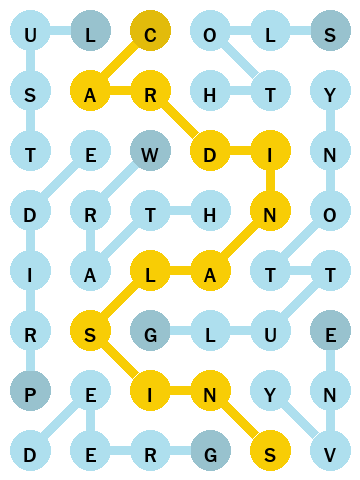 U L C O L S
S A R H T Y
T E W D I N
D R T H N O
I A L A T T
R S G L U E
P E I N Y N
D E R G S V